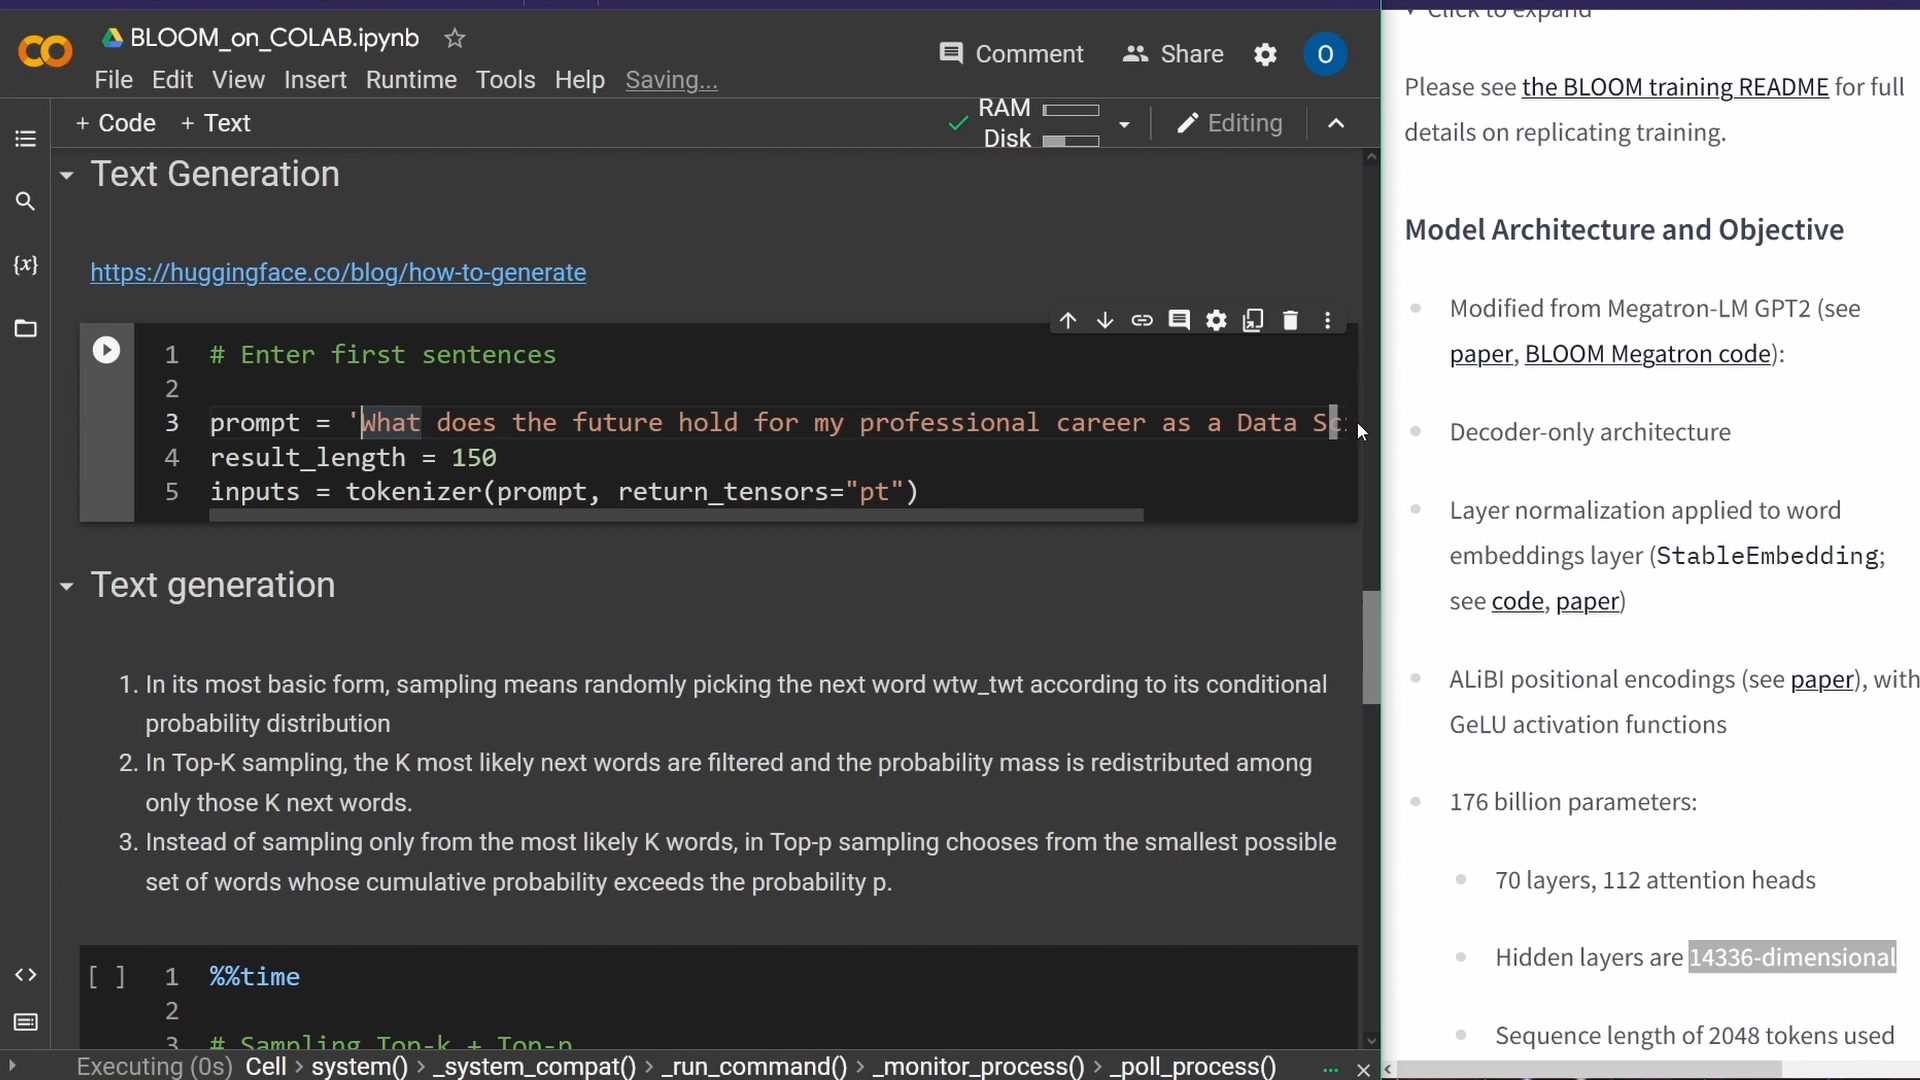 BLOOM_on_COLAB.ipynb
Comment
Share
O
File Edit View Insert Runtime Tools Help Saving...
+ Code + Text
RAM
Disk
Editing
Text Generation
https://huggingface.co/blog/how-to-generate
1 # Enter first sentences
2
3 prompt = 'What does the future hold for my professional career as a Data Sc
4 result_length = 150
5 inputs = tokenizer(prompt, return_tensors="pt")
Text generation
1. In its most basic form, sampling means randomly picking the next word wtw_twt according to its conditional
probability distribution
2. In Top-K sampling, the K most likely next words are filtered and the probability mass is redistributed among
only those K next words.
3. Instead of sampling only from the most likely K words, in Top-p sampling chooses from the smallest possible
set of words whose cumulative probability exceeds the probability p.
[ ] 1 %%time
2
3 # Sampling Top-k + Top-p
Executing (0s) Cell > system() > _system_compat() > _run_command() > _monitor_process() > _poll_process()
Click to expand
Please see the BLOOM training README for full
details on replicating training.
Model Architecture and Objective
Modified from Megatron-LM GPT2 (see
paper, BLOOM Megatron code):
Decoder-only architecture
Layer normalization applied to word
embeddings layer (StableEmbedding;
see code, paper)
ALiBI positional encodings (see paper), with
GeLU activation functions
176 billion parameters:
70 layers, 112 attention heads
Hidden layers are 14336-dimensional
Sequence length of 2048 tokens used